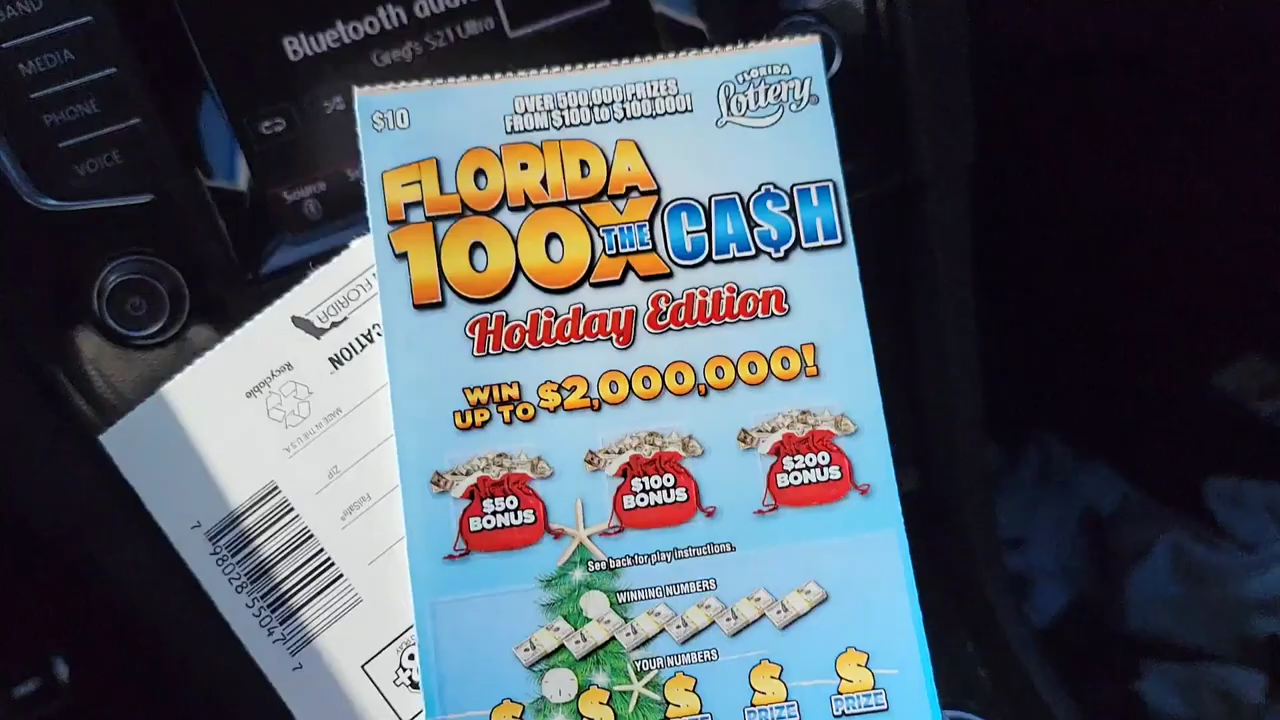 BAND
MEDIA
PHONE
VOICE
Bluetooth audio
Greg's S21 Ultra
Source
$10
OVER 500,000 PRIZES
FROM $100 to $100,000!
FLORIDA
Lottery®
FLORIDA
100X THE CA$H
Holiday Edition
WIN
UP TO $2,000,000!
$50
BONUS
$100
BONUS
$200
BONUS
See back for play instructions.
WINNING NUMBERS
YOUR NUMBERS
PRIZE
PRIZE
FLORIDA
CATION
Recyclable
MADE IN THE U.S.A.
ZIP
FailSafe®
7 98028 55047 7